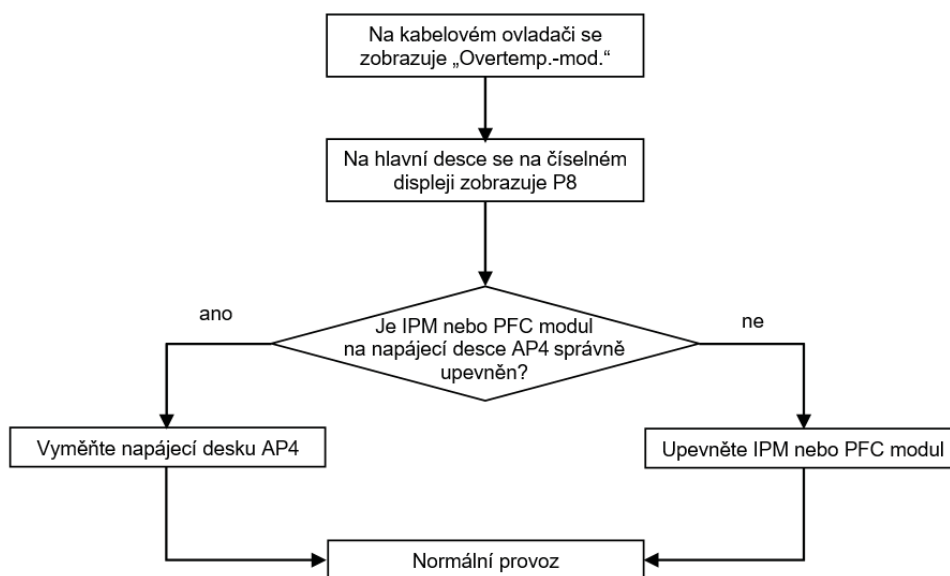 Na kabelovém ovladači se
zobrazuje „Overtemp.-mod.“
Na hlavní desce se na číselném
displeji zobrazuje P8
ano
Je IPM nebo PFC modul
na napájecí desce AP4 správně
upevněn?
ne
Vyměňte napájecí desku AP4
Upevněte IPM nebo PFC modul
Normální provoz